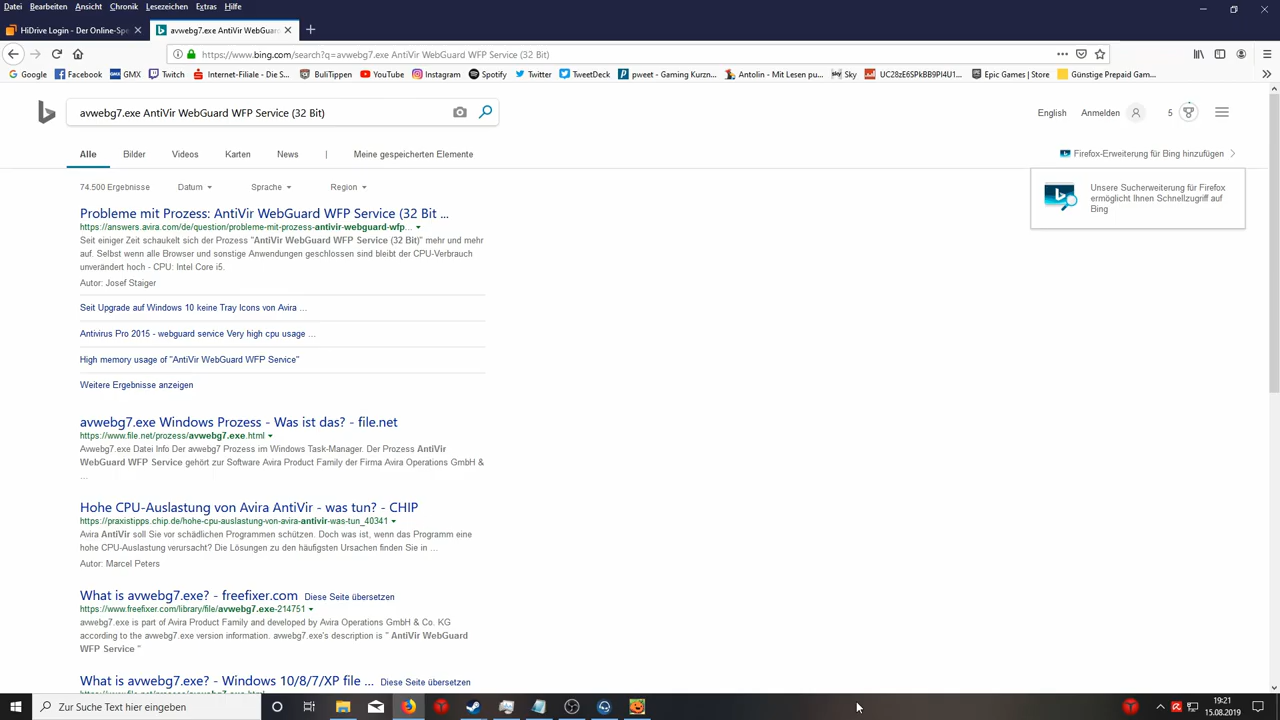 Datei Bearbeiten Ansicht Chronik Lesezeichen Extras Hilfe
HiDrive Login - Der Online-Spe
avwebg7.exe AntiVir WebGuard
https://www.bing.com/search?q=avwebg7.exe AntiVir WebGuard WFP Service (32 Bit)
Google Facebook GMX Twitch Internet-Filiale - Die S... BuliTippen YouTube Instagram Spotify Twitter TweetDeck pweet - Gaming Kurzn... Antolin - Mit Lesen pu... Sky UC28zE6SPkBB9Pl4U1... Epic Games | Store Günstige Prepaid Gam...
avwebg7.exe AntiVir WebGuard WFP Service (32 Bit)
English Anmelden 5
Alle Bilder Videos Karten News | Meine gespeicherten Elemente
Firefox-Erweiterung für Bing hinzufügen
Unsere Sucherweiterung für Firefox
ermöglicht Ihnen Schnellzugriff auf
Bing
74.500 Ergebnisse Datum Sprache Region
Probleme mit Prozess: AntiVir WebGuard WFP Service (32 Bit ...
https://answers.avira.com/de/question/probleme-mit-prozess-antivir-webguard-wfp...
Seit einiger Zeit schaukelt sich der Prozess "AntiVir WebGuard WFP Service (32 Bit)" mehr und mehr
auf. Selbst wenn alle Browser und sonstige Anwendungen geschlossen sind bleibt der CPU-Verbrauch
unverändert hoch - CPU: Intel Core i5.
Autor: Josef Staiger
Seit Upgrade auf Windows 10 keine Tray Icons von Avira ...
Antivirus Pro 2015 - webguard service Very high cpu usage ...
High memory usage of "AntiVir WebGuard WFP Service"
Weitere Ergebnisse anzeigen
avwebg7.exe Windows Prozess - Was ist das? - file.net
https://www.file.net/prozess/avwebg7.exe.html
Avwebg7.exe Datei Info Der avwebg7 Prozess im Windows Task-Manager. Der Prozess AntiVir
WebGuard WFP Service gehört zur Software Avira Product Family der Firma Avira Operations GmbH &
...
Hohe CPU-Auslastung von Avira AntiVir - was tun? - CHIP
https://praxistipps.chip.de/hohe-cpu-auslastung-von-avira-antivir-was-tun_40341
Avira AntiVir soll Sie vor schädlichen Programmen schützen. Doch was ist, wenn das Programm eine
hohe CPU-Auslastung verursacht? Die Lösungen zu den häufigsten Ursachen finden Sie in ...
Autor: Marcel Peters
What is avwebg7.exe? - freefixer.com Diese Seite übersetzen
https://www.freefixer.com/library/file/avwebg7.exe-214751
avwebg7.exe is part of Avira Product Family and developed by Avira Operations GmbH & Co. KG
according to the avwebg7.exe version information. avwebg7.exe's description is " AntiVir WebGuard
WFP Service "
What is avwebg7.exe? - Windows 10/8/7/XP file ... Diese Seite übersetzen
Zur Suche Text hier eingeben
19:21
15.08.2019